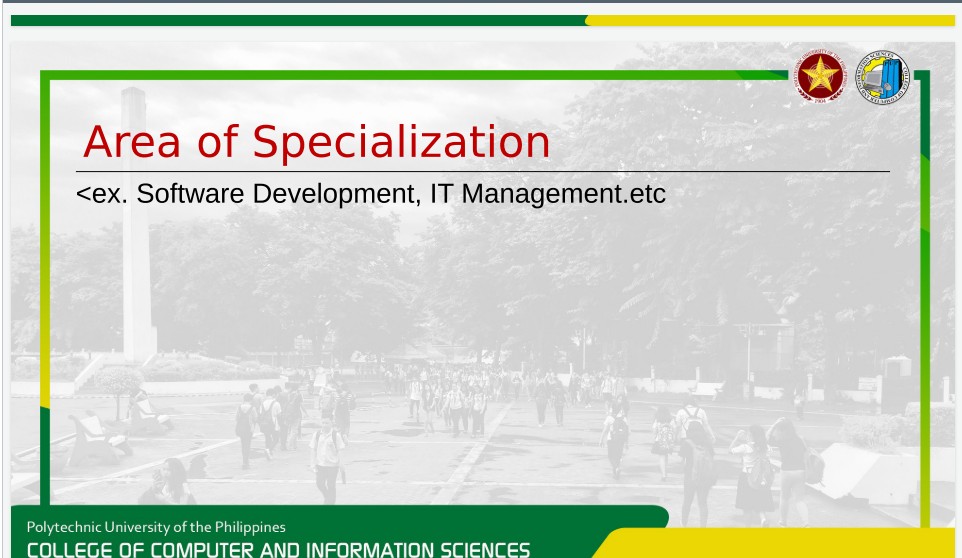 Area of Specialization
<ex. Software Development, IT Management.etc
Polytechnic University of the Philippines
COLLEGE OF COMPUTER AND INFORMATION SCIENCES